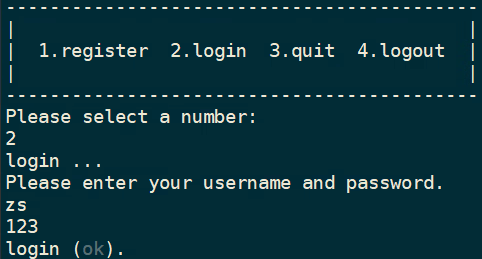 1.register  2.login  3.quit  4.logout
Please select a number:
2
login ...
Please enter your username and password.
zs
123
login (ok).